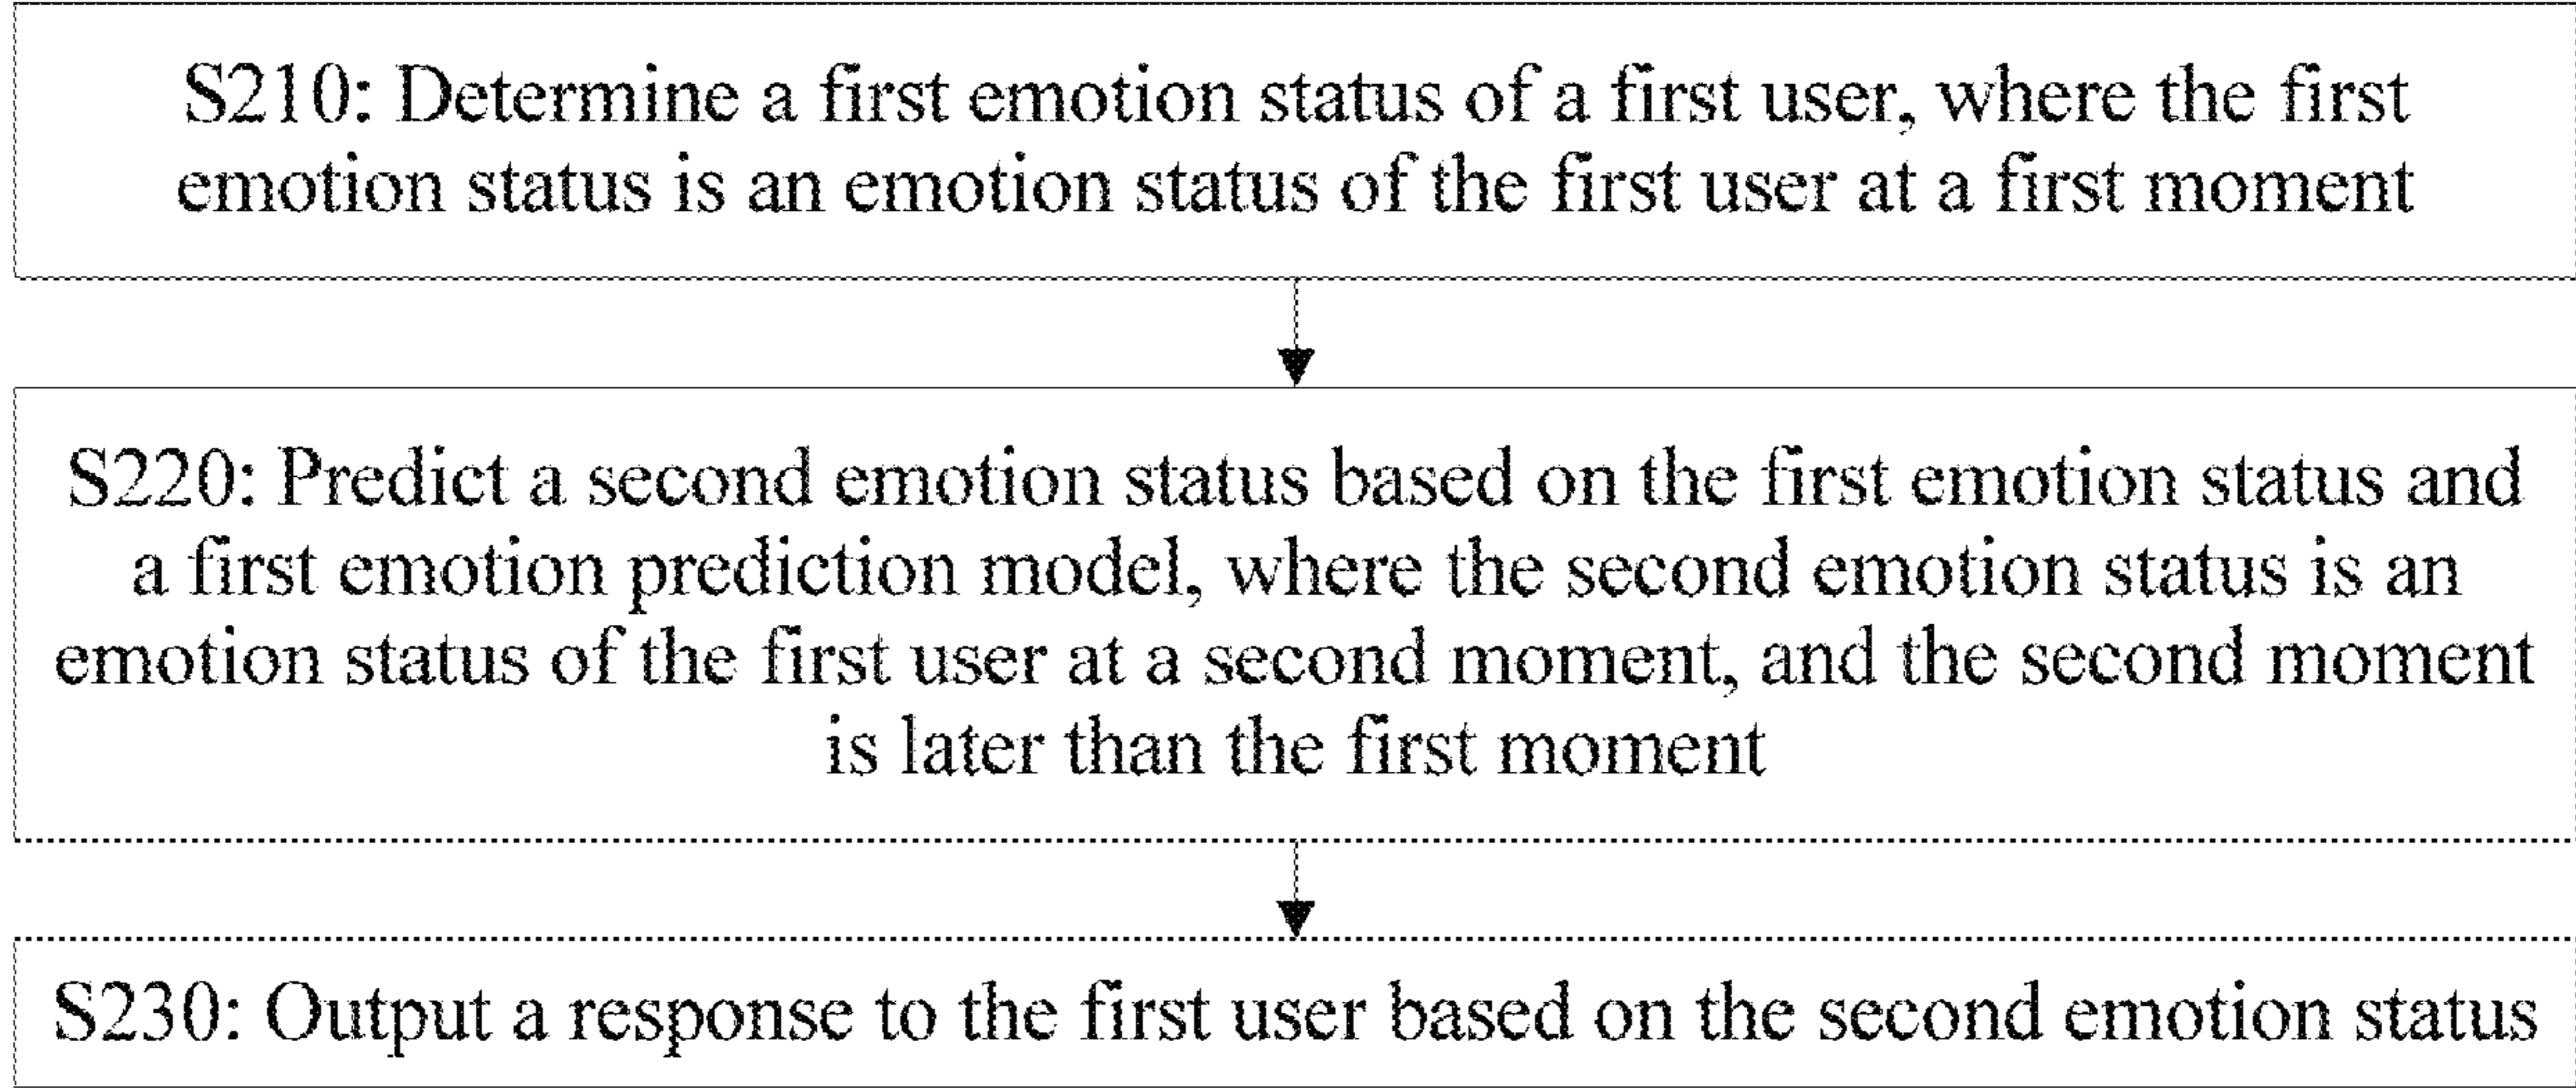 S210: Determine a first emotion status of a first user, where the first
emotion status is an emotion status of the first user at a first moment
S220: Predict a second emotion status based on the first emotion status and
a first emotion prediction model, where the second emotion status is an
emotion status of the first user at a second moment, and the second moment
is later than the first moment
S230: Output a response to the first user based on the second emotion status